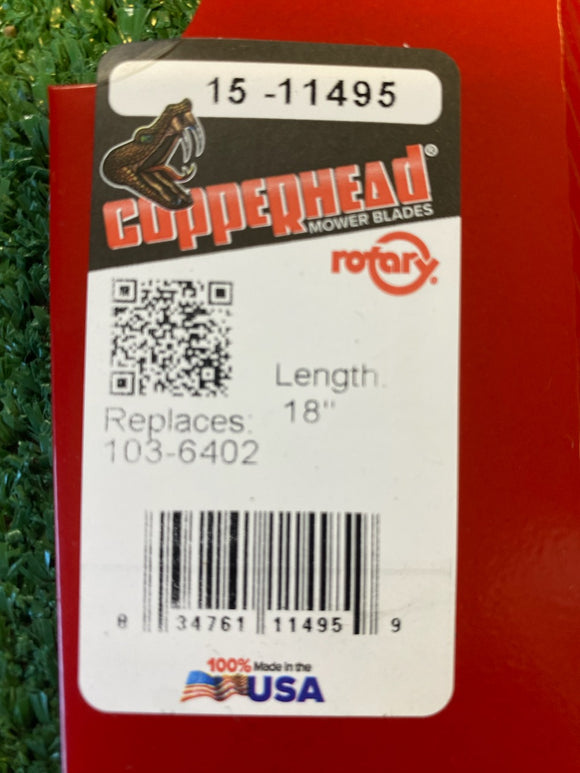 15 -11495
COPPERHEAD®
MOWER BLADES
rotary®
Length:
18"
Replaces:
103-6402
8 34761 11495 9
100% Made in the
USA